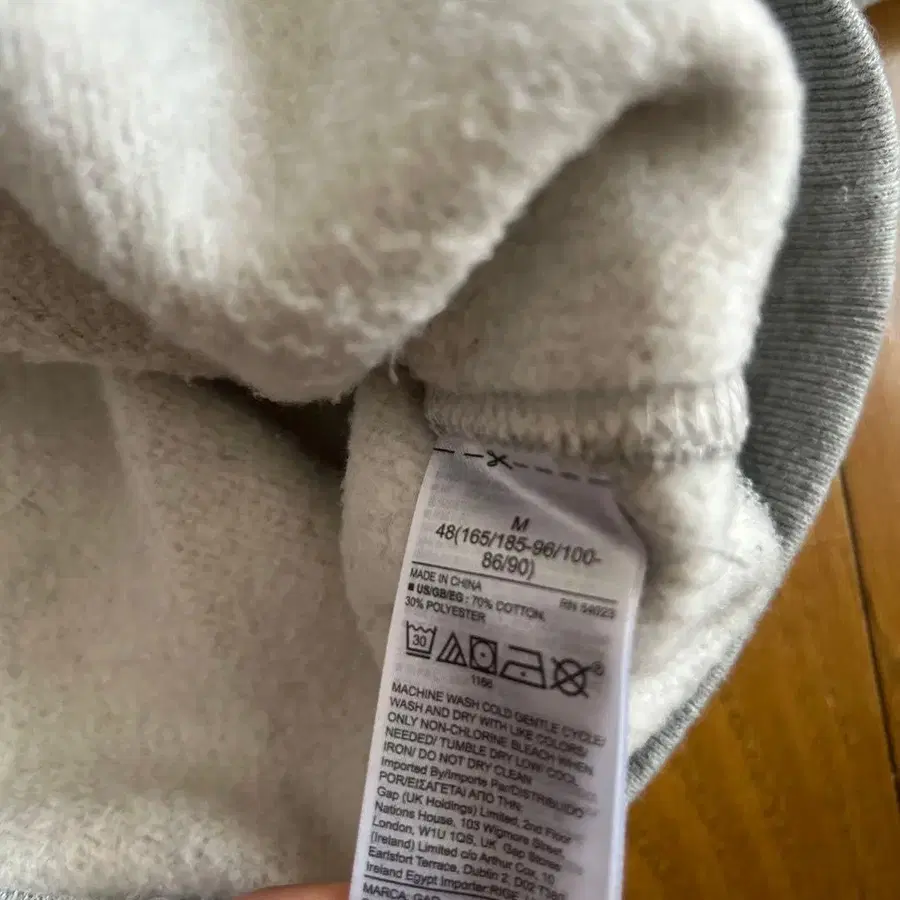 M
48(165/185-96/100-
86/90)
MADE IN CHINA
US/GB/EG: 70% COTTON, RN 54023
30% POLYESTER
30
1186
MACHINE WASH COLD GENTLE CYCLE/
WASH AND DRY WITH LIKE COLORS/
ONLY NON-CHLORINE BLEACH WHEN
NEEDED/ TUMBLE DRY LOW/ COOL
IRON/ DO NOT DRY CLEAN
Imported By/Importe Par/DISTRIBUIDO
POR/ΕΙΣΑΓΕΤΑΙ ΑΠΟ ΤΗΝ:
Gap (UK Holdings) Limited, 2nd Floor
Nations House, 103 Wigmore Street,
London, W1U 1QS, UK Gap Stores
(Ireland) Limited c/o Arthur Cox, 10
Earlsfort Terrace, Dublin 2, D02 T380
Ireland Egypt Importer:RIGE
MARCA: GAP